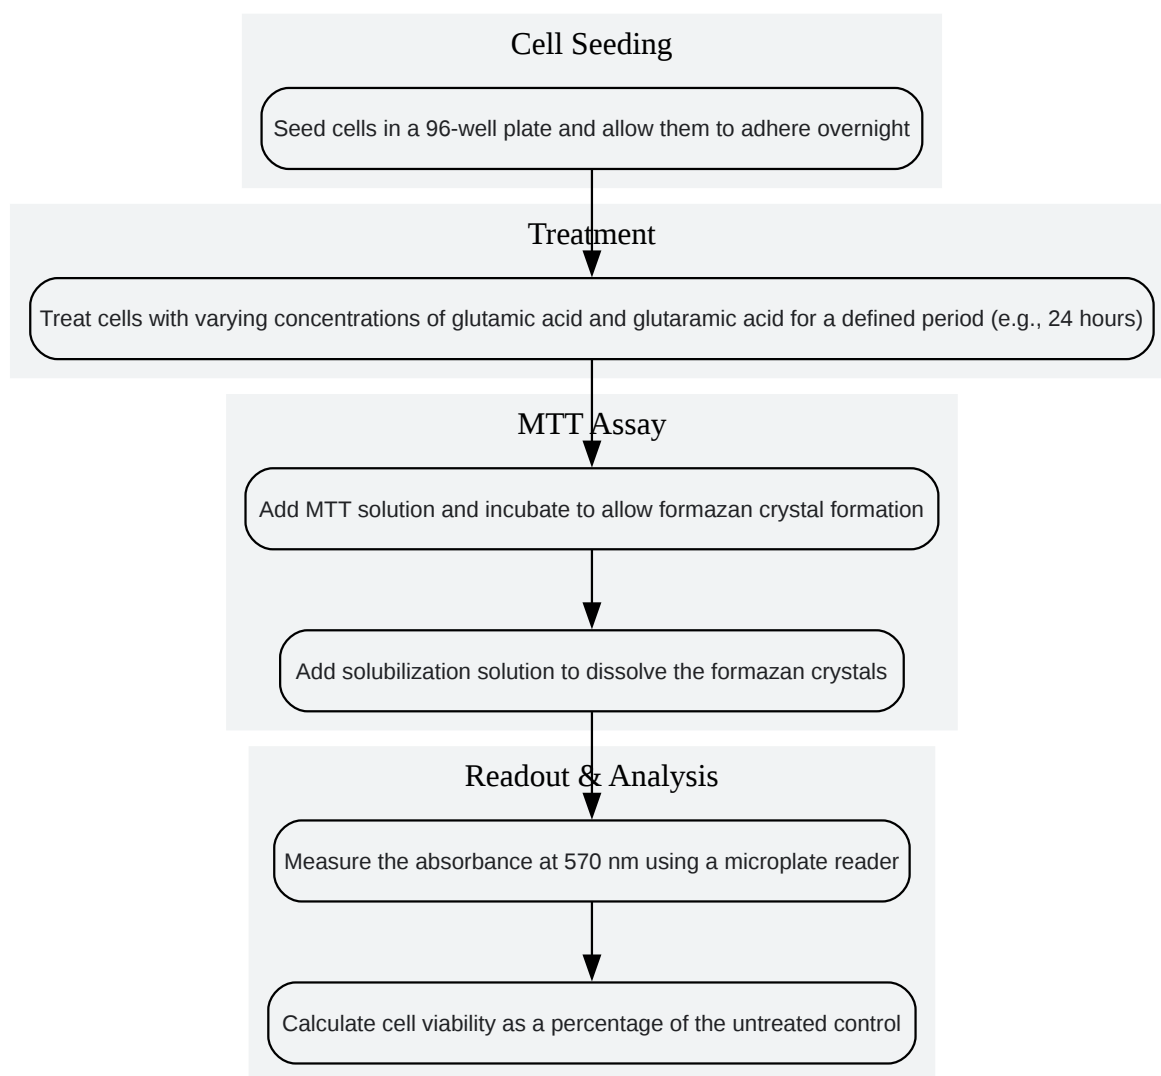 Cell Seeding
Seed cells in a 96-well plate and allow them to adhere overnight
Treatment
Treat cells with varying concentrations of glutamic acid and glutaramic acid for a defined period (e.g., 24 hours)
MTT Assay
Add MTT solution and incubate to allow formazan crystal formation
Add solubilization solution to dissolve the formazan crystals
Readout & Analysis
Measure the absorbance at 570 nm using a microplate reader
Calculate cell viability as a percentage of the untreated control